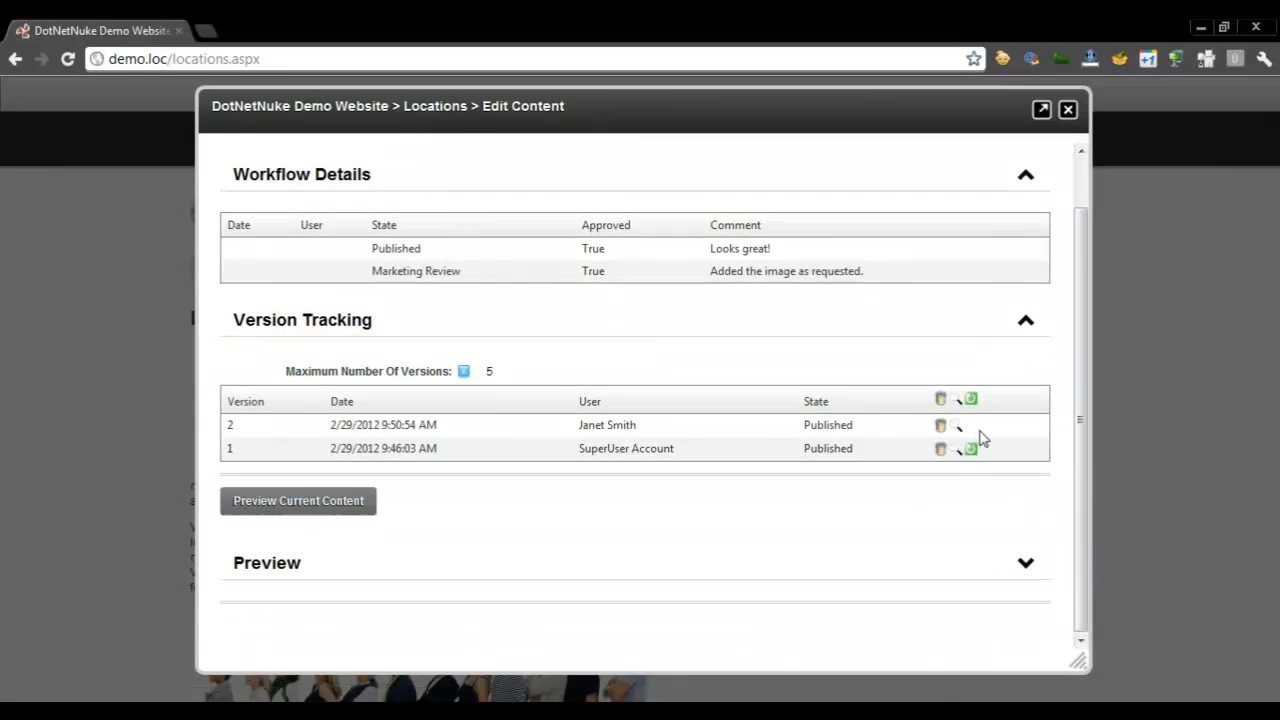 DotNetNuke Demo Website
demo.loc/locations.aspx
DotNetNuke Demo Website > Locations > Edit Content
Workflow Details
Date User State Approved Comment
Published True Looks great!
Marketing Review True Added the image as requested.
Version Tracking
Maximum Number Of Versions: 5
Version Date User State
2 2/29/2012 9:50:54 AM Janet Smith Published
1 2/29/2012 9:46:03 AM SuperUser Account Published
Preview Current Content
Preview